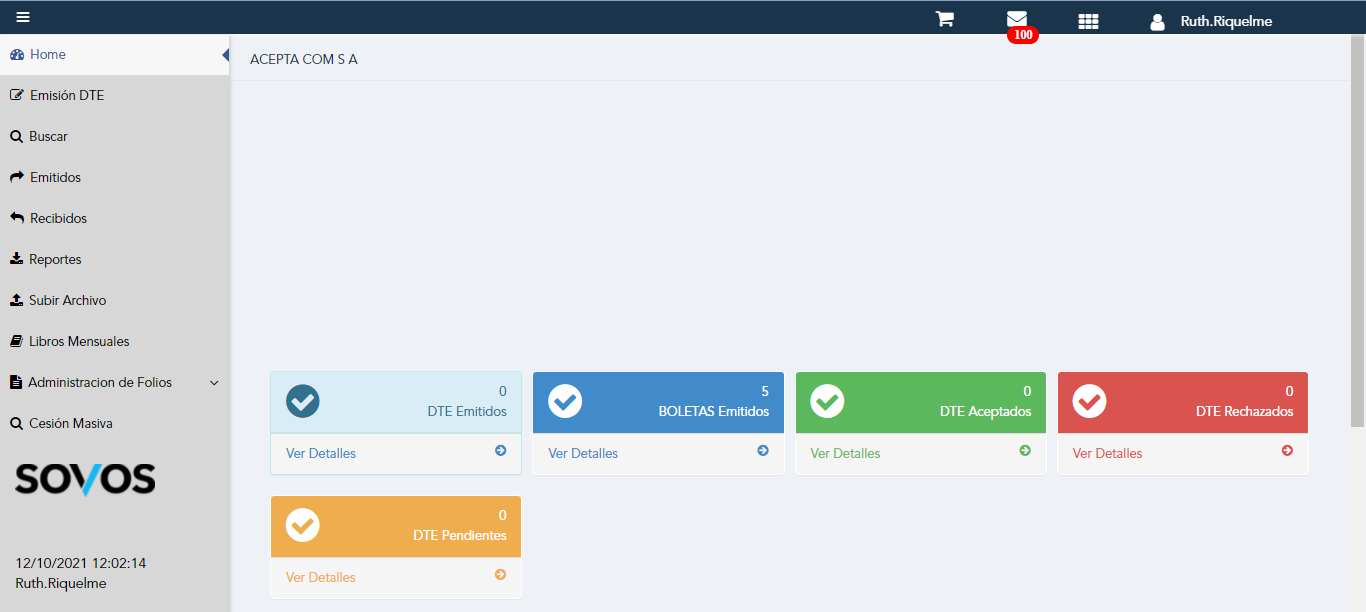 Ruth.Riquelme
100
Home
ACEPTA COM S A
Emisión DTE
Buscar
Emitidos
Recibidos
Reportes
Subir Archivo
Libros Mensuales
Administracion de Folios
Cesión Masiva
SOVOS
12/10/2021 12:02:14
Ruth.Riquelme
0
DTE Emitidos
Ver Detalles
5
BOLETAS Emitidos
Ver Detalles
0
DTE Aceptados
Ver Detalles
0
DTE Rechazados
Ver Detalles
0
DTE Pendientes
Ver Detalles